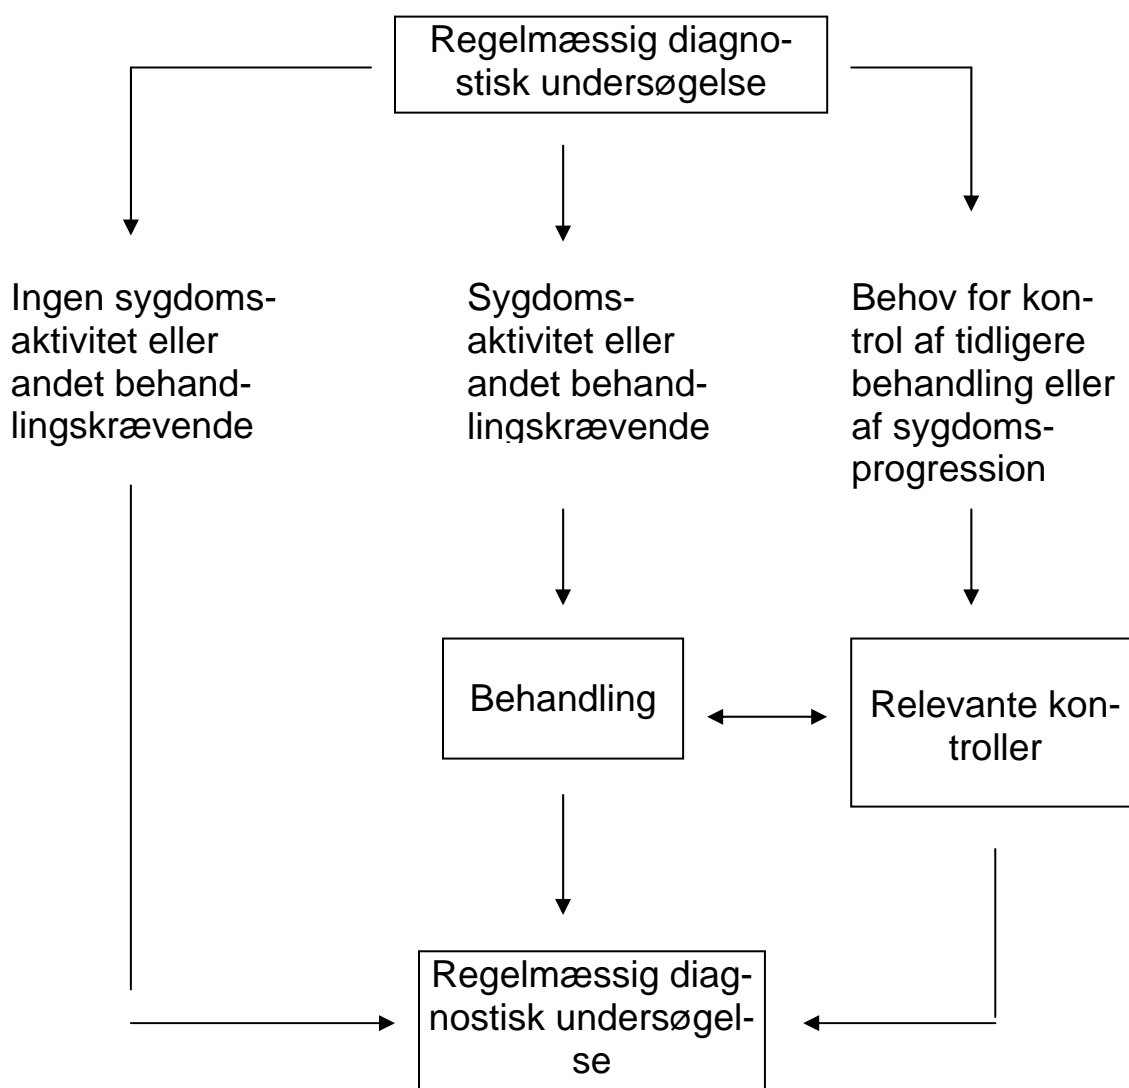 Regelmæssig diagno-
stisk undersøgelse
Ingen sygdoms-
aktivitet eller
andet behand-
lingskrævende
Sygdoms-
aktivitet eller
andet behand-
lingskrævende
Behov for kon-
trol af tidligere
behandling eller
af sygdoms-
progression
Behandling
Relevante kon-
troller
Regelmæssig diag-
nostisk undersøgel-
se